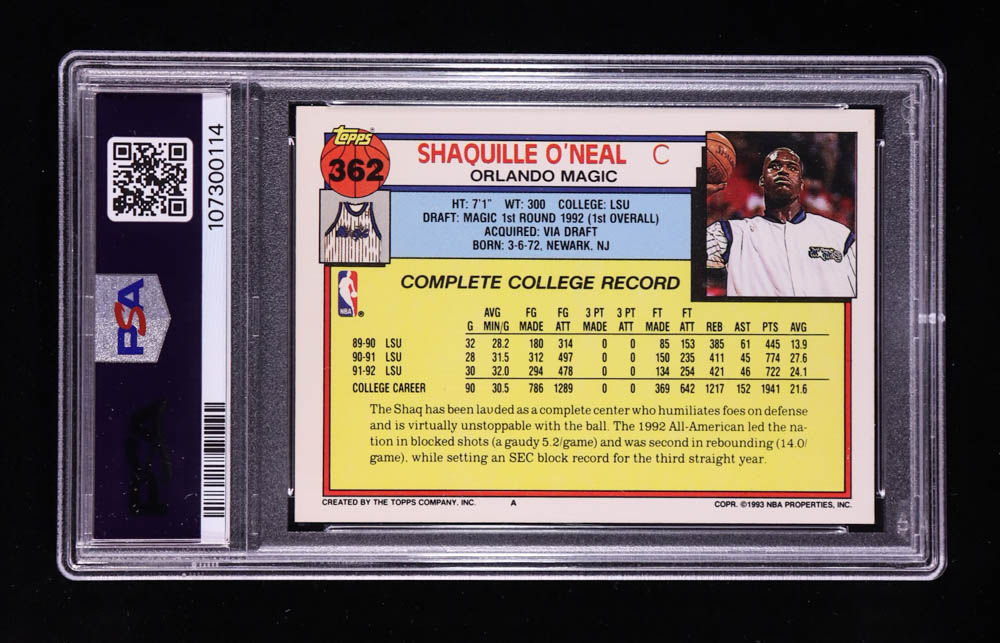 107300114
PSA
TOPPS
362
SHAQUILLE O'NEAL C
ORLANDO MAGIC
HT: 7'1" WT: 300 COLLEGE: LSU
DRAFT: MAGIC 1st ROUND 1992 (1st OVERALL)
ACQUIRED: VIA DRAFT
BORN: 3-6-72, NEWARK, NJ
NBA
COMPLETE COLLEGE RECORD
AVG FG FG 3 PT 3 PT FT FT
G MIN/G MADE ATT MADE ATT MADE ATT REB AST PTS AVG
89-90 LSU 32 28.2 180 314 0 0 85 153 385 61 445 13.9
90-91 LSU 28 31.5 312 497 0 0 150 235 411 45 774 27.6
91-92 LSU 30 32.0 294 478 0 0 134 254 421 46 722 24.1
COLLEGE CAREER 90 30.5 786 1289 0 0 369 642 1217 152 1941 21.6
The Shaq has been lauded as a complete center who humiliates foes on defense
and is virtually unstoppable with the ball. The 1992 All-American led the na-
tion in blocked shots (a gaudy 5.2/game) and was second in rebounding (14.0/
game), while setting an SEC block record for the third straight year.
CREATED BY THE TOPPS COMPANY, INC. A COPR. ©1993 NBA PROPERTIES, INC.